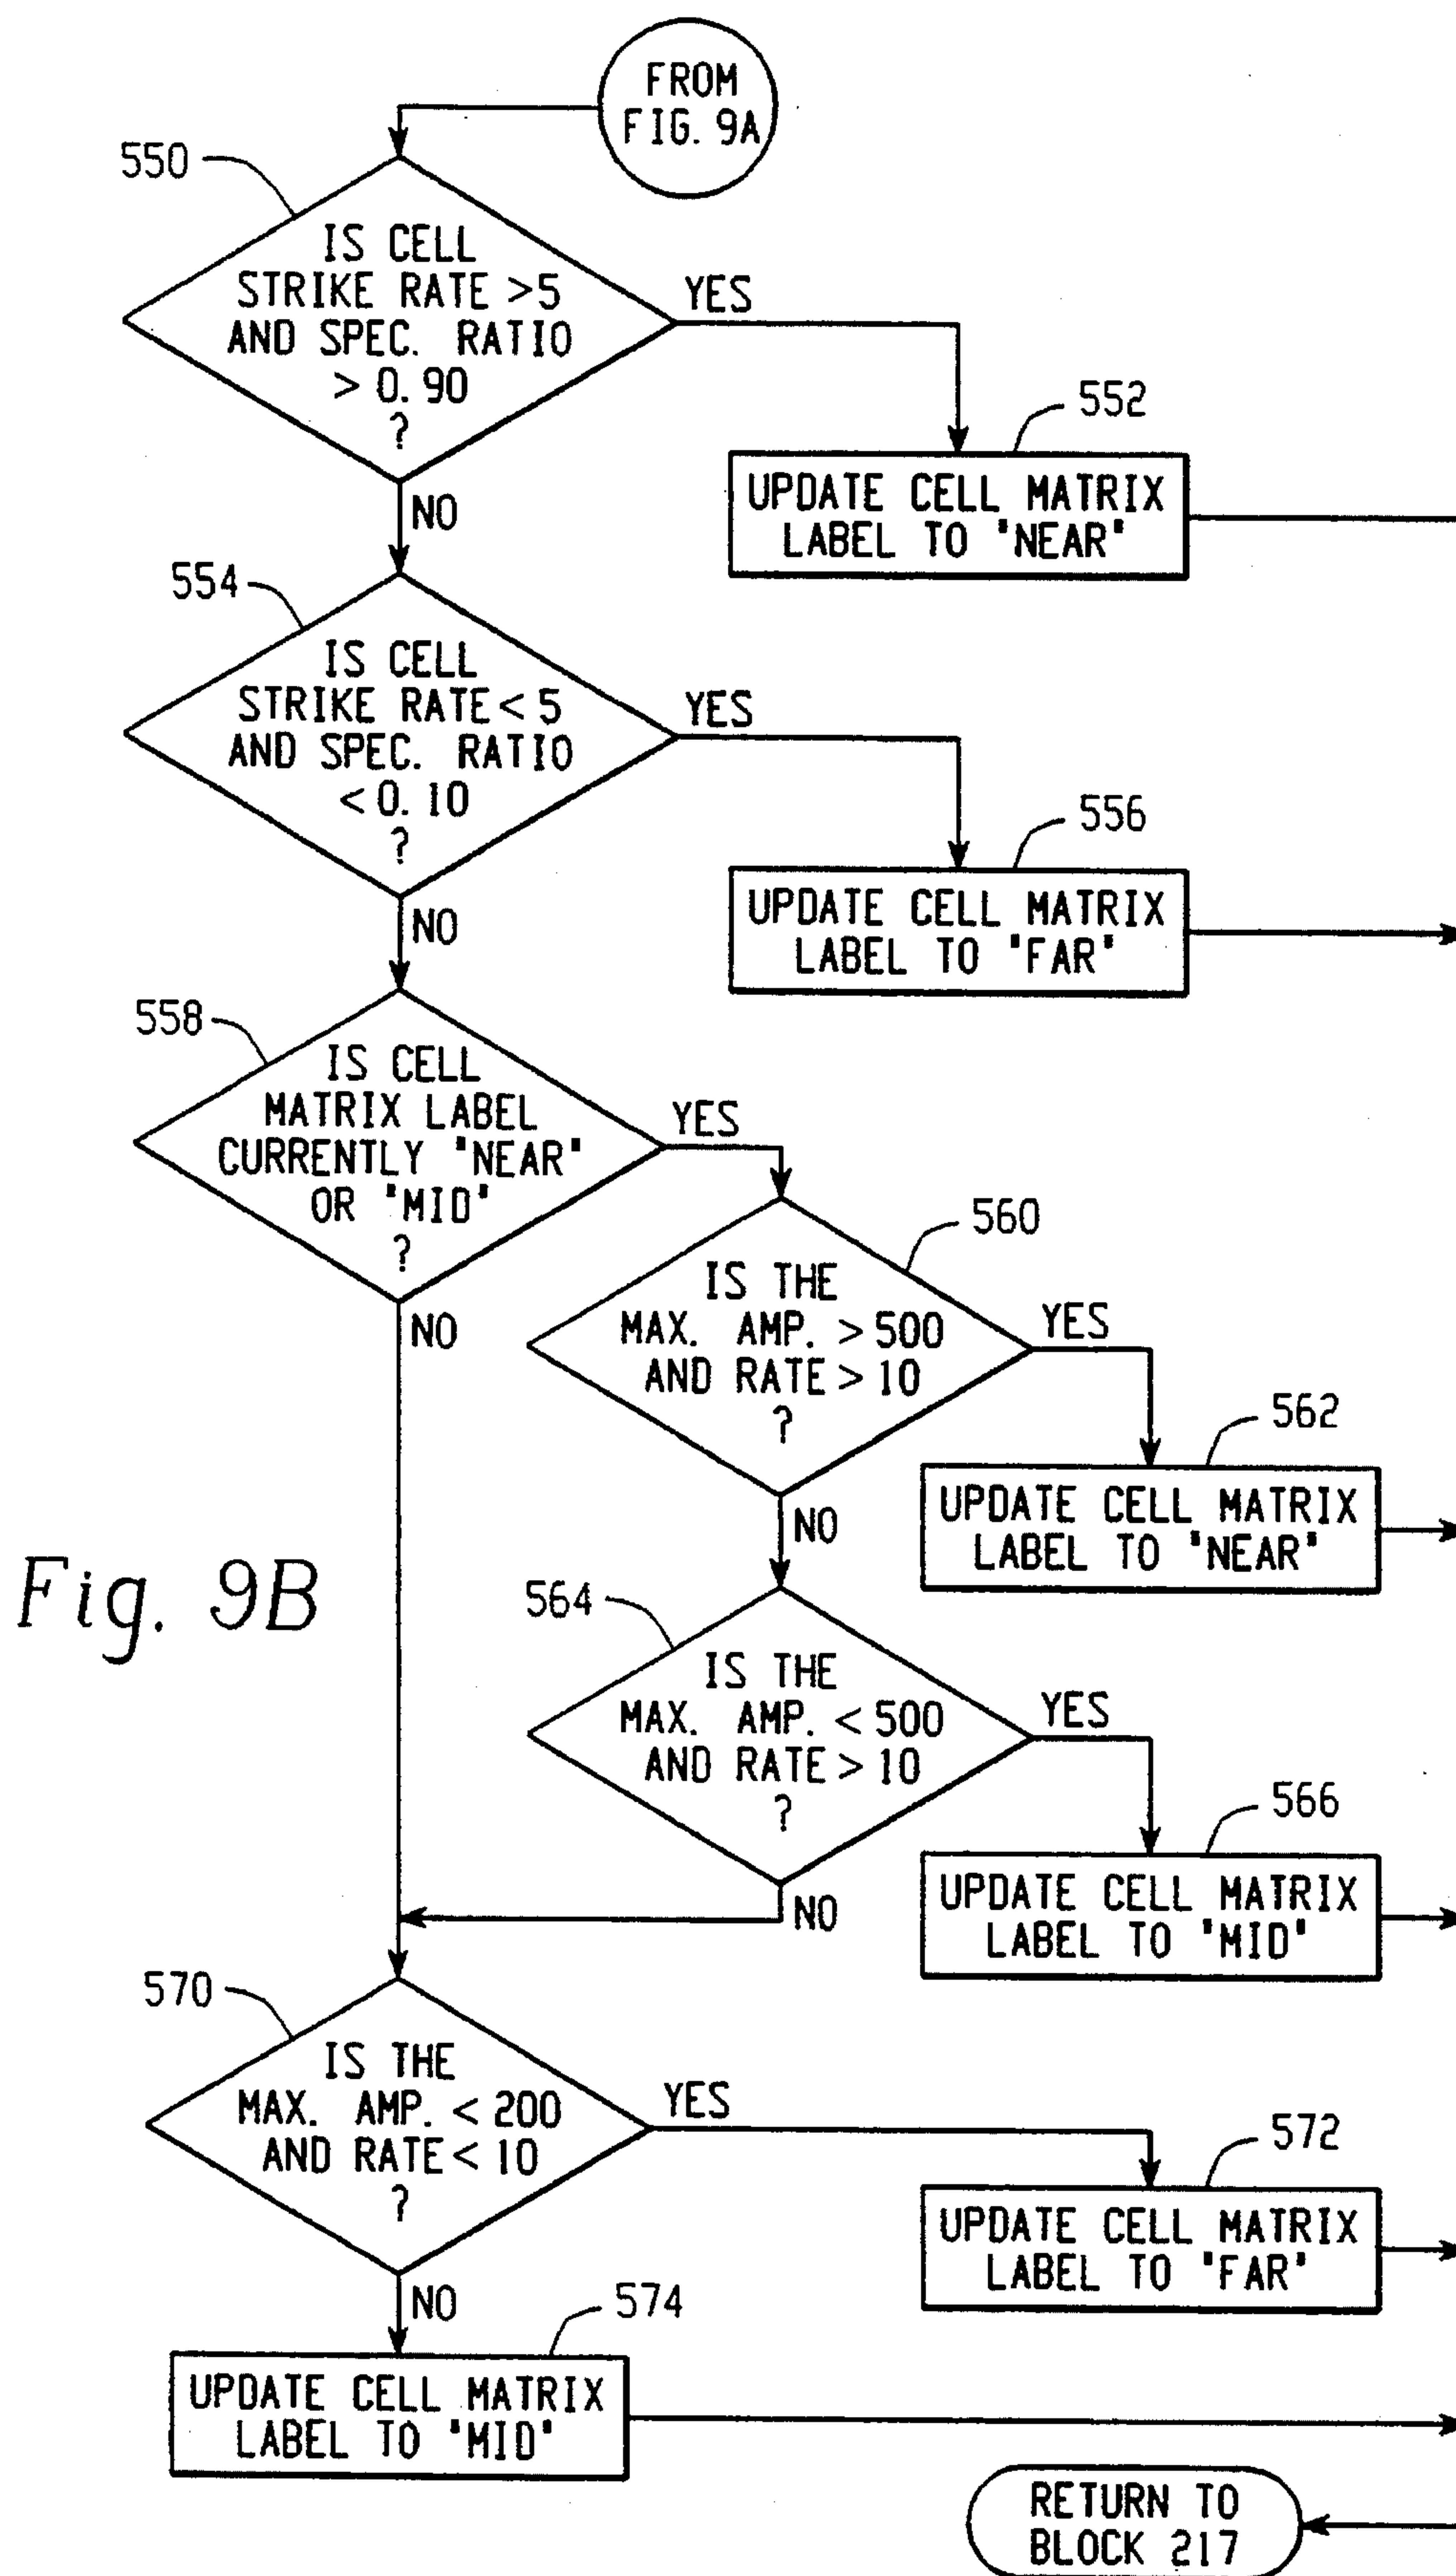 FROM
FIG. 9A
550
IS CELL
STRIKE RATE >5
AND SPEC. RATIO
> 0.90
?
YES
NO
552
UPDATE CELL MATRIX
LABEL TO "NEAR"
554
IS CELL
STRIKE RATE < 5
AND SPEC. RATIO
< 0.10
?
YES
NO
556
UPDATE CELL MATRIX
LABEL TO "FAR"
558
IS CELL
MATRIX LABEL
CURRENTLY "NEAR"
OR "MID"
?
YES
NO
560
IS THE
MAX. AMP. > 500
AND RATE > 10
?
YES
NO
562
UPDATE CELL MATRIX
LABEL TO "NEAR"
Fig. 9B
564
IS THE
MAX. AMP. < 500
AND RATE > 10
?
YES
NO
566
UPDATE CELL MATRIX
LABEL TO "MID"
570
IS THE
MAX. AMP. < 200
AND RATE < 10
?
YES
NO
572
UPDATE CELL MATRIX
LABEL TO "FAR"
574
UPDATE CELL MATRIX
LABEL TO "MID"
RETURN TO
BLOCK 217